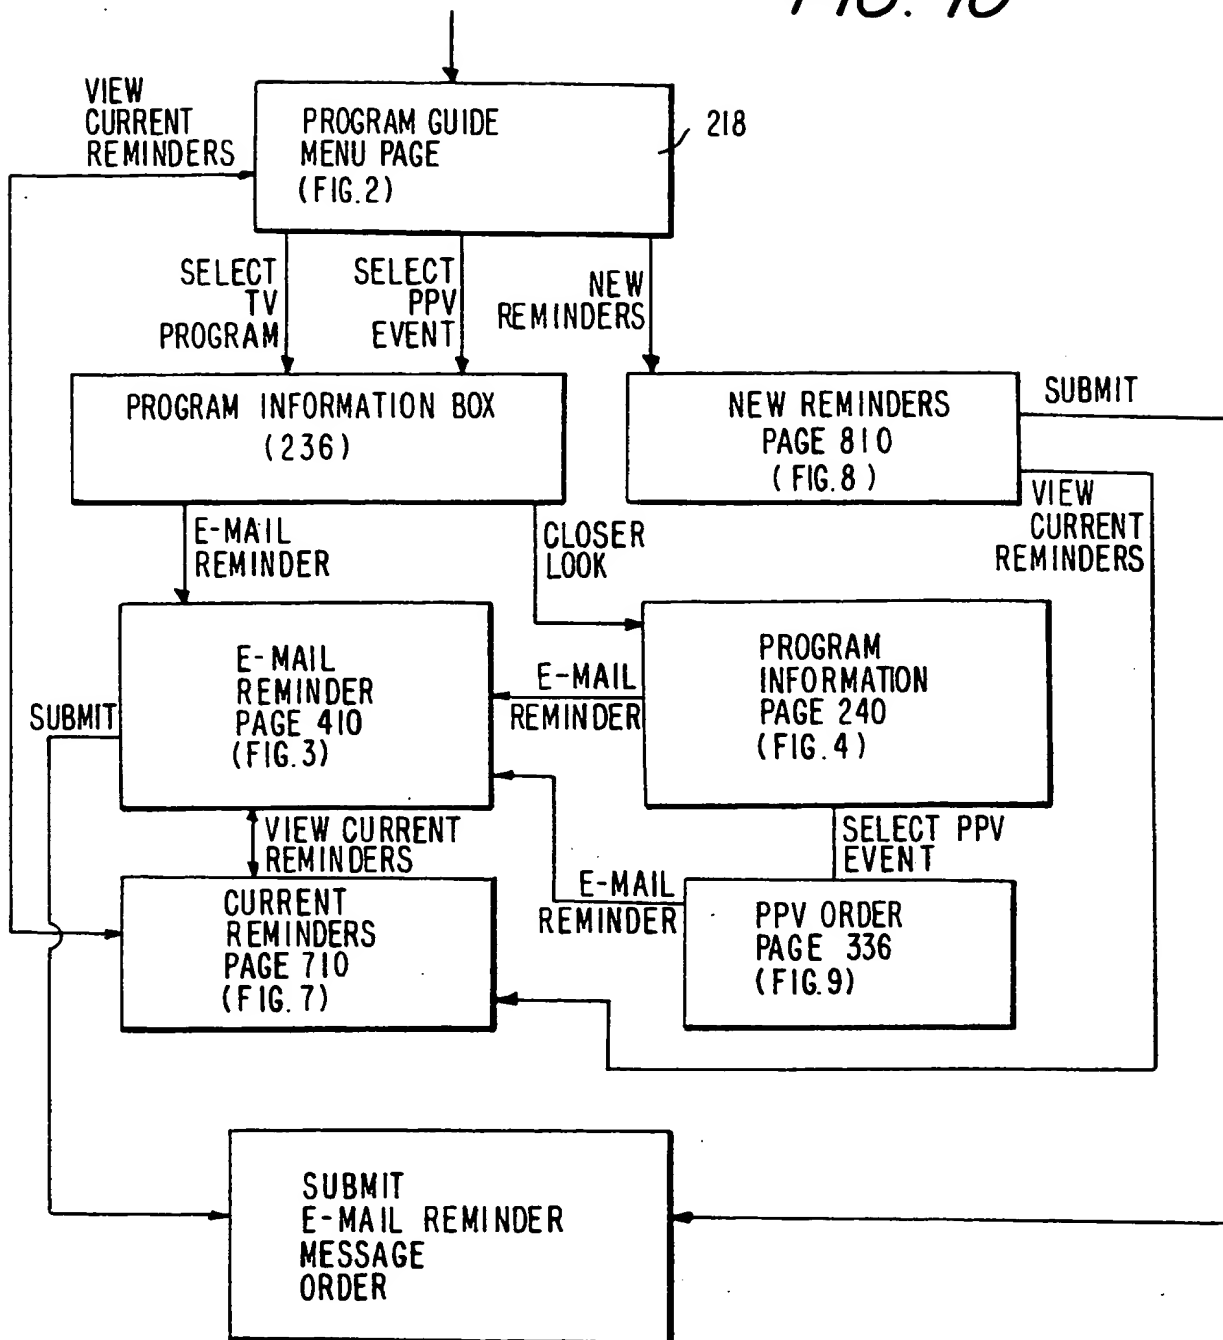 FIG. 10
VIEW
CURRENT
REMINDERS
PROGRAM GUIDE
MENU PAGE
(FIG.2)
218
SELECT
TV
PROGRAM
SELECT
PPV
EVENT
NEW
REMINDERS
PROGRAM INFORMATION BOX
(236)
NEW REMINDERS
PAGE 810
(FIG.8)
SUBMIT
VIEW
CURRENT
REMINDERS
E-MAIL
REMINDER
CLOSER
LOOK
E-MAIL
REMINDER
PAGE 410
(FIG.3)
E-MAIL
REMINDER
PROGRAM
INFORMATION
PAGE 240
(FIG.4)
SUBMIT
VIEW CURRENT
REMINDERS
SELECT PPV
EVENT
CURRENT
REMINDERS
PAGE 710
(FIG.7)
E-MAIL
REMINDER
PPV ORDER
PAGE 336
(FIG.9)
SUBMIT
E-MAIL REMINDER
MESSAGE
ORDER